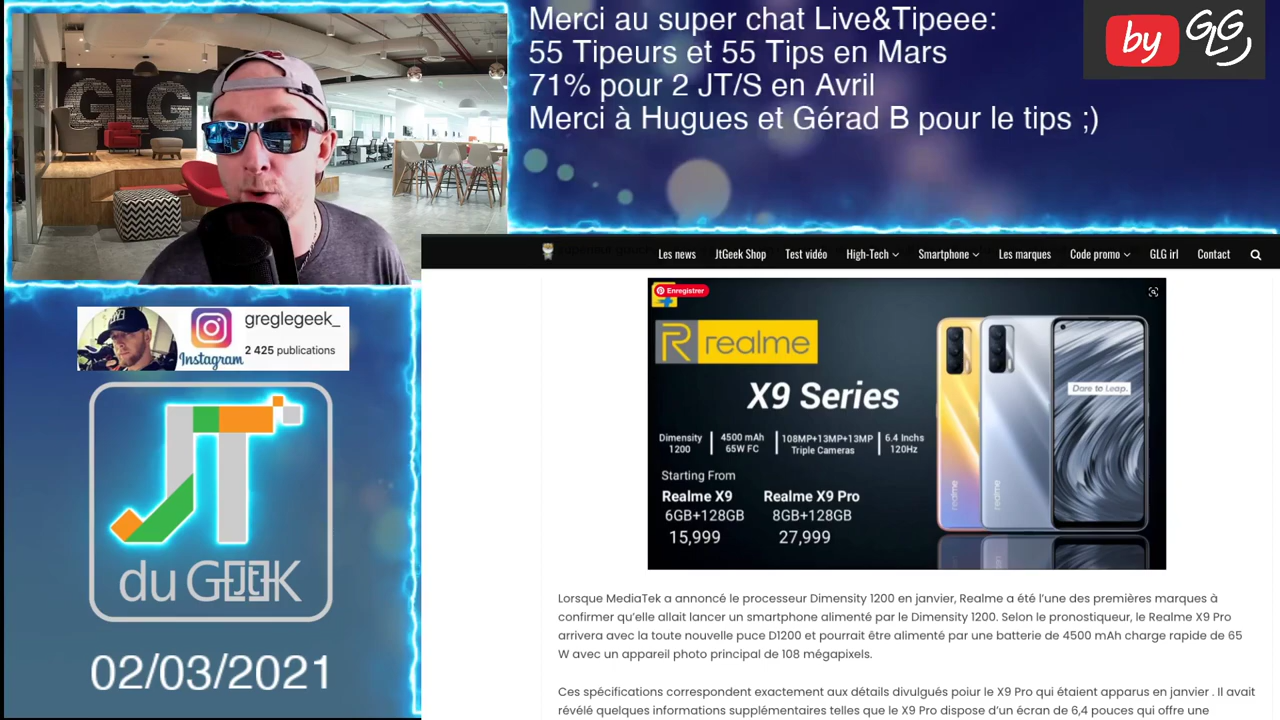 Merci au super chat Live&Tipeee:
55 Tipeurs et 55 Tips en Mars
71% pour 2 JT/S en Avril
Merci à Hugues et Gérad B pour le tips ;)
by GLG
GLG
greglegeek_
Instagram
2 425 publications
JT
du GEEK
02/03/2021
Les news
JtGeek Shop
Test vidéo
High-Tech
Smartphone
Les marques
Code promo
GLG irl
Contact
Enregistrer
R realme
X9 Series
Dimensity 1200
4500 mAh 65W FC
108MP+13MP+13MP Triple Cameras
6.4 Inchs 120Hz
Starting From
Realme X9
6GB+128GB
15,999
Realme X9 Pro
8GB+128GB
27,999
realme
realme
Dare to Leap.
Lorsque MediaTek a annoncé le processeur Dimensity 1200 en janvier, Realme a été l'une des premières marques à
confirmer qu'elle allait lancer un smartphone alimenté par le Dimensity 1200. Selon le pronostiqueur, le Realme X9 Pro
arrivera avec la toute nouvelle puce D1200 et pourrait être alimenté par une batterie de 4500 mAh charge rapide de 65
W avec un appareil photo principal de 108 mégapixels.
Ces spécifications correspondent exactement aux détails divulgués poiur le X9 Pro qui étaient apparus en janvier . Il avait
révélé quelques informations supplémentaires telles que le X9 Pro dispose d'un écran de 6,4 pouces qui offre une